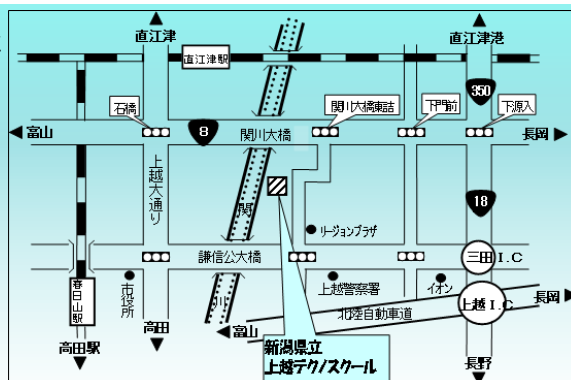 直江津
直江津港
直江津駅
350
石橋
関川大橋東詰
下門前
下源入
富山
8
関川大橋
長岡
上越大通り
関
18
リージョンプラザ
謙信公大橋
三田I.C
川
市役所
上越警察署
イオン
春日山駅
上越I.C
長岡
北陸自動車道
高田
富山
高田駅
新潟県立
上越テクノスクール
長野